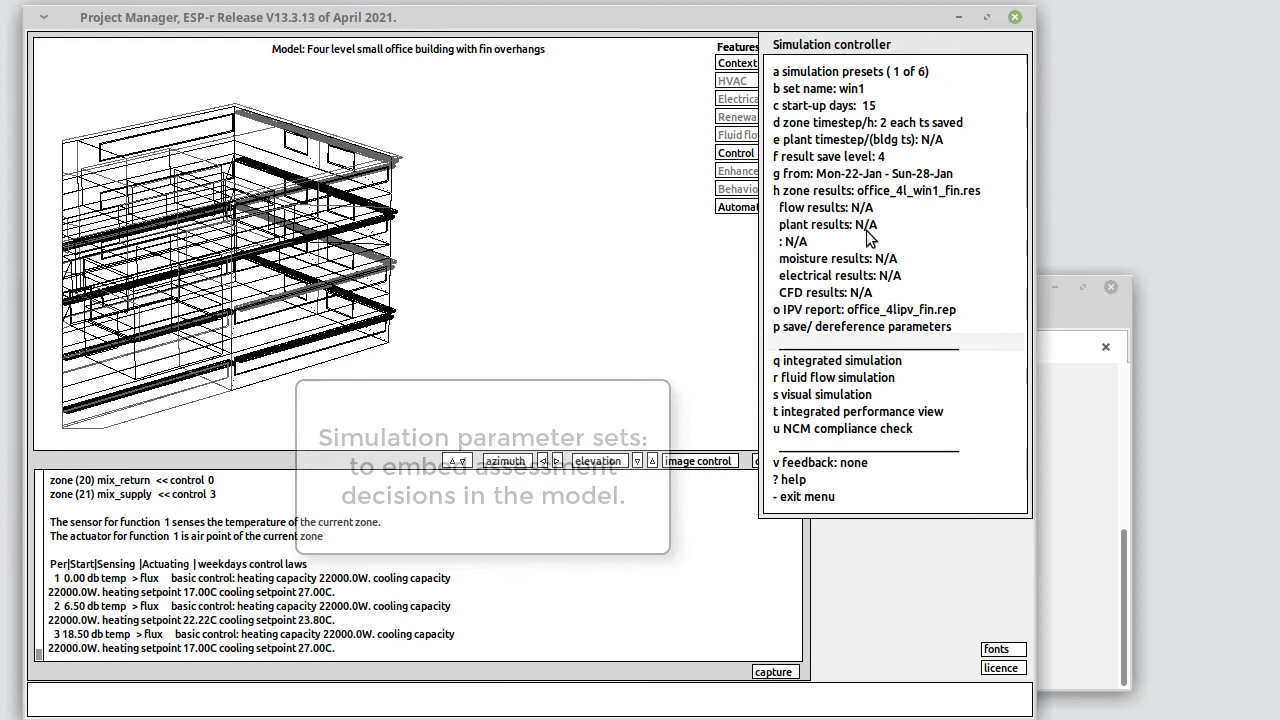 Project Manager, ESP-r Release V13.3.13 of April 2021.
Model: Four level small office building with fin overhangs
Features
Context
HVAC
Electrica
Renewa
Fluid flo
Control
Enhance
Behavio
Automat
Simulation controller
a simulation presets ( 1 of 6)
b set name: win1
c start-up days: 15
d zone timestep/h: 2 each ts saved
e plant timestep/(bldg ts): N/A
f result save level: 4
g from: Mon-22-Jan - Sun-28-Jan
h zone results: office_4l_win1_fin.res
flow results: N/A
plant results: N/A
: N/A
moisture results: N/A
electrical results: N/A
CFD results: N/A
o IPV report: office_4lipv_fin.rep
p save/ dereference parameters
q integrated simulation
r fluid flow simulation
s visual simulation
t integrated performance view
u NCM compliance check
v feedback: none
? help
- exit menu
Simulation parameter sets:
to embed assessment
decisions in the model.
azimuth
elevation
image control
zone (20) mix_return << control 0
zone (21) mix_supply << control 3
The sensor for function 1 senses the temperature of the current zone.
The actuator for function 1 is air point of the current zone
Per|Start|Sensing |Actuating | weekdays control laws
1 0.00 db temp > flux basic control: heating capacity 22000.0W. cooling capacity
22000.0W. heating setpoint 17.00C cooling setpoint 27.00C.
2 6.50 db temp > flux basic control: heating capacity 22000.0W. cooling capacity
22000.0W. heating setpoint 22.22C cooling setpoint 23.80C.
3 18.50 db temp > flux basic control: heating capacity 22000.0W. cooling capacity
22000.0W. heating setpoint 17.00C cooling setpoint 27.00C.
capture
fonts
licence